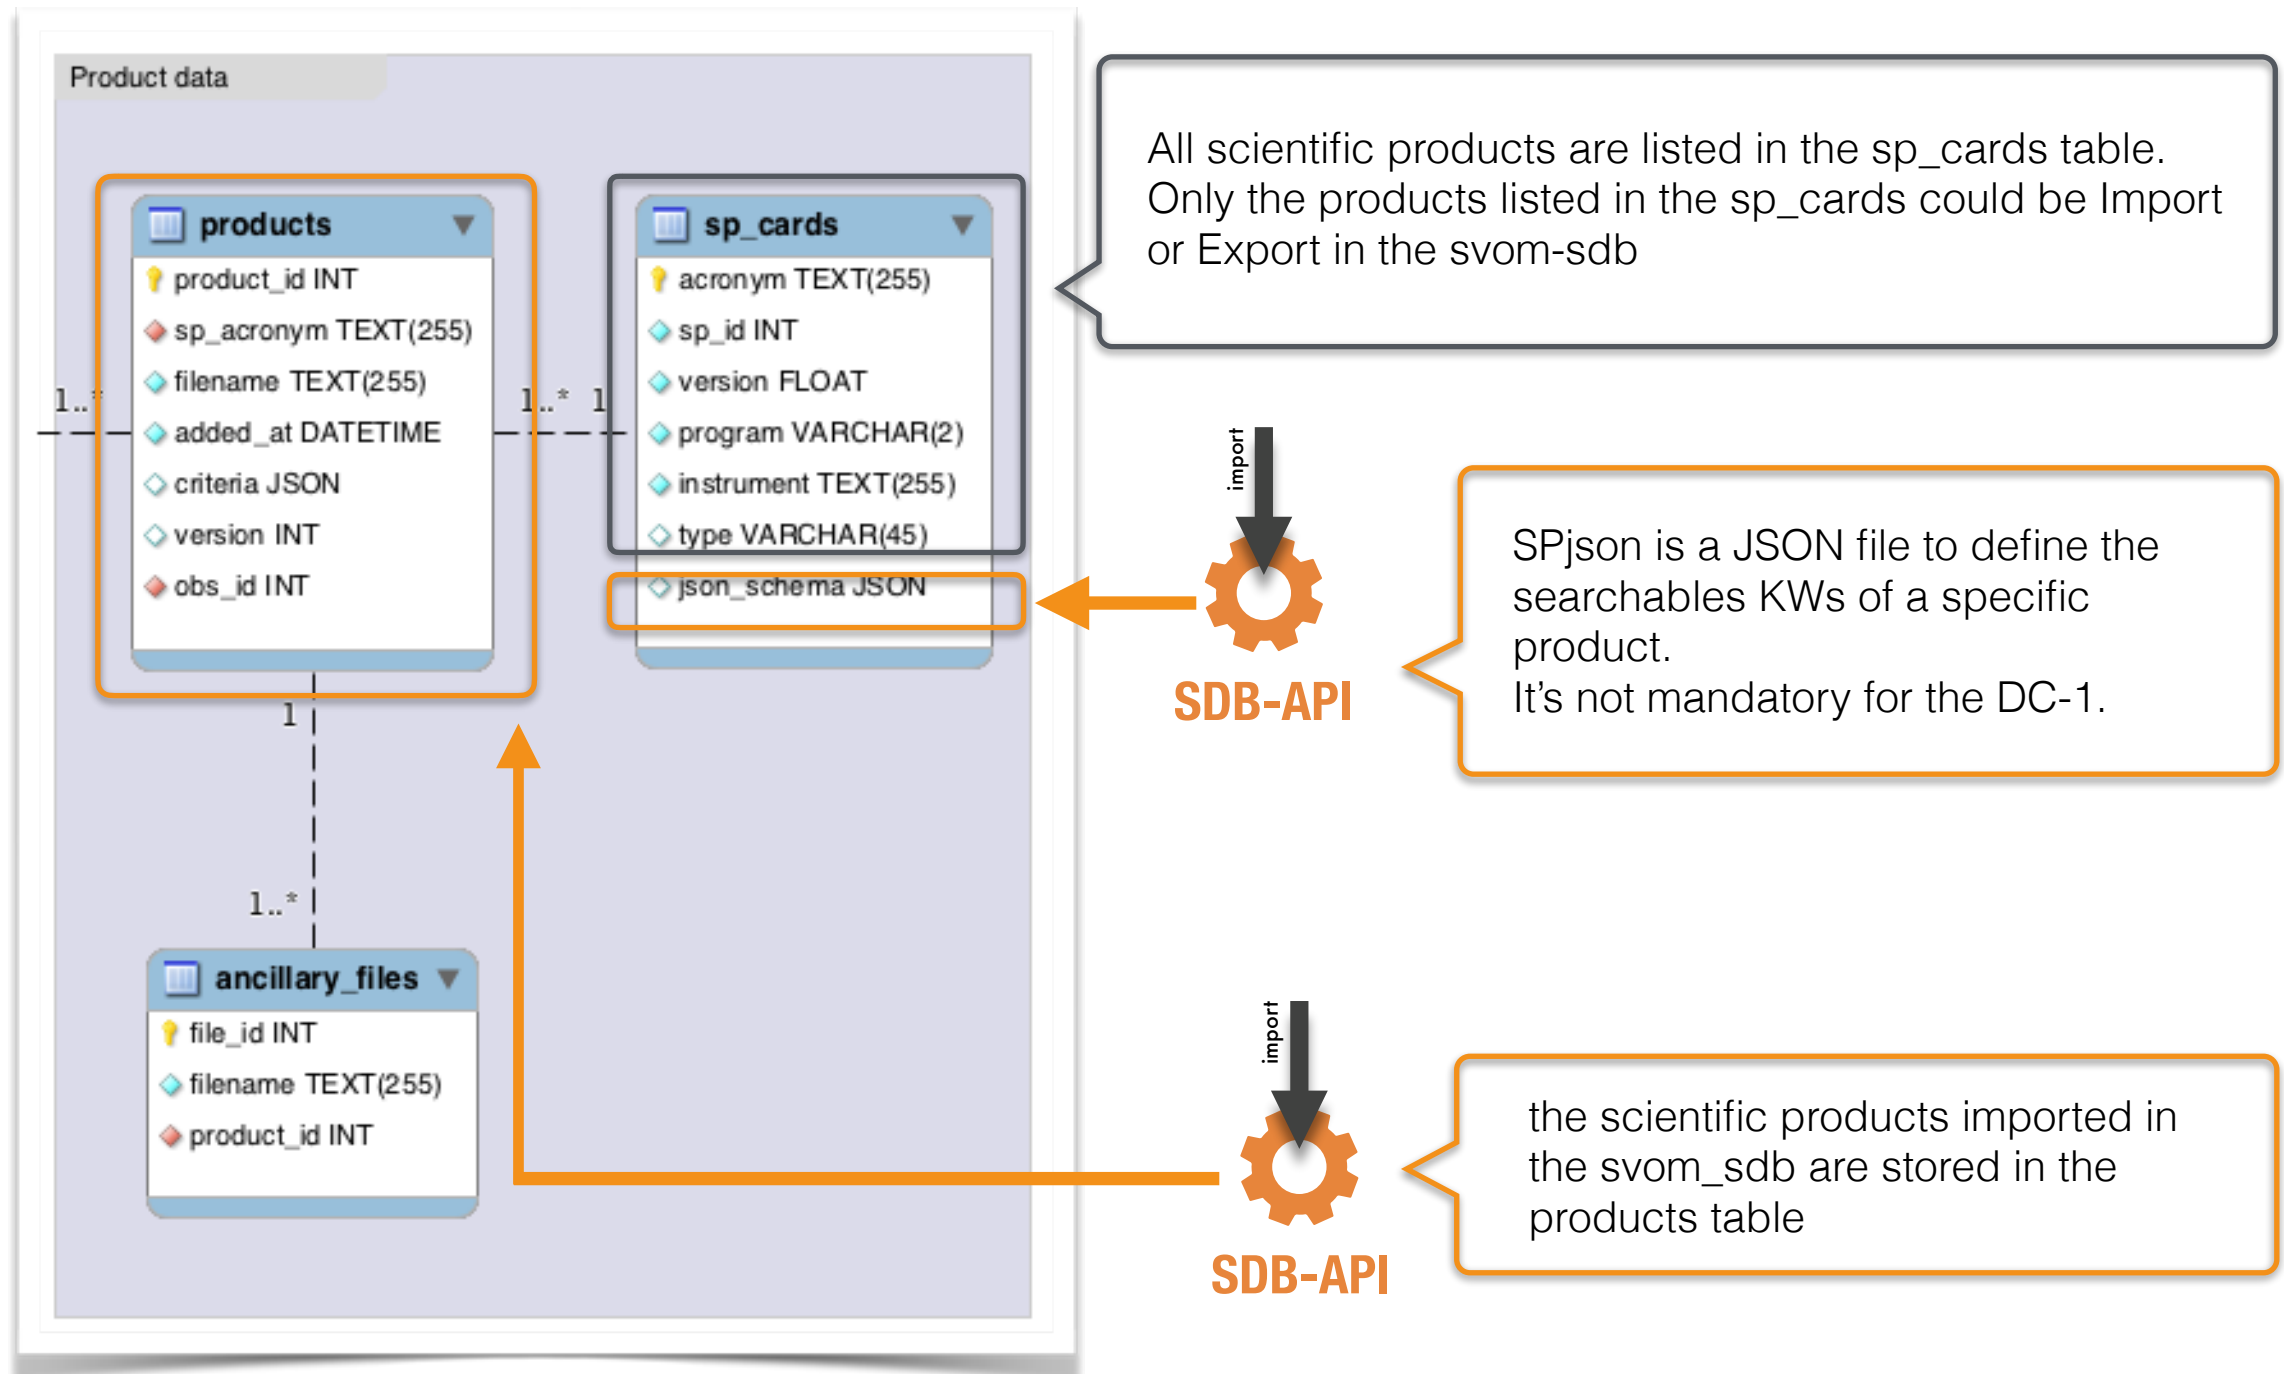 Product data
products
product_id INT
sp_acronym TEXT(255)
filename TEXT(255)
added_at DATETIME
criteria JSON
version INT
obs_id INT
1..*
1..*
1
sp_cards
acronym TEXT(255)
sp_id INT
version FLOAT
program VARCHAR(2)
instrument TEXT(255)
type VARCHAR(45)
json_schema JSON
1
1..*
ancillary_files
file_id INT
filename TEXT(255)
product_id INT
All scientific products are listed in the sp_cards table.
Only the products listed in the sp_cards could be Import
or Export in the svom-sdb
import
SDB-API
SPjson is a JSON file to define the
searchables KWs of a specific
product.
It’s not mandatory for the DC-1.
import
SDB-API
the scientific products imported in
the svom_sdb are stored in the
products table